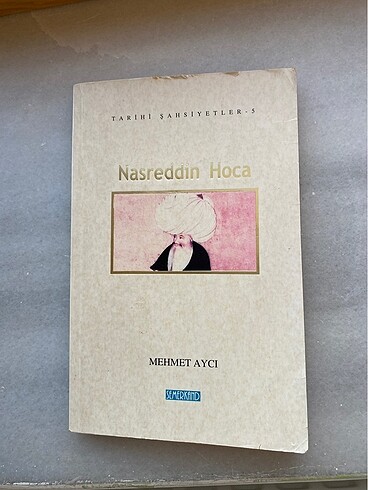 TARİHİ ŞAHSİYETLER - 5
Nasreddin Hoca
MEHMET AYCI
SEMERKAND